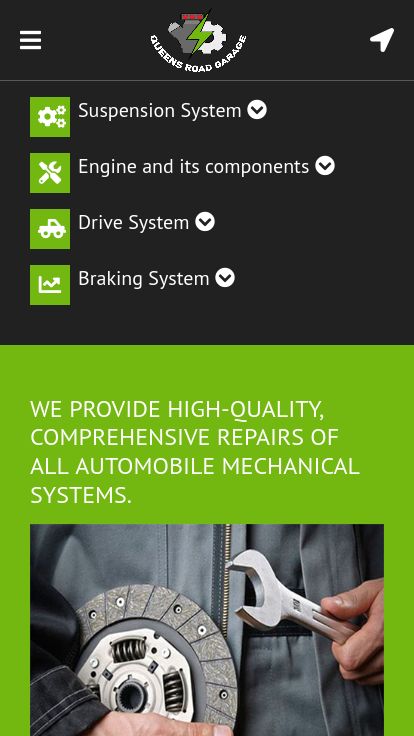 QUEENS ROAD GARAGE
Suspension System
Engine and its components
Drive System
Braking System
WE PROVIDE HIGH-QUALITY,
COMPREHENSIVE REPAIRS OF
ALL AUTOMOBILE MECHANICAL
SYSTEMS.